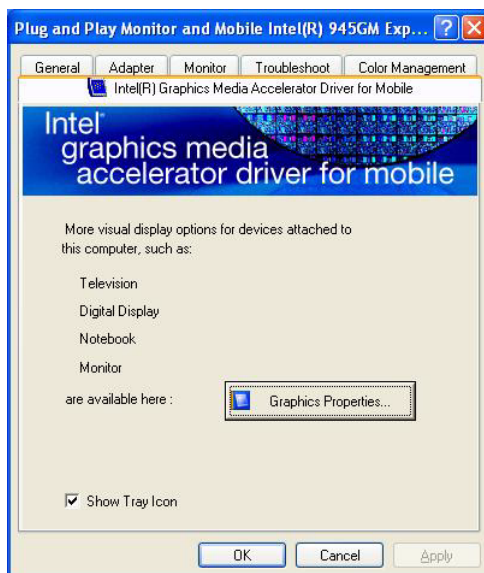 Plug and Play Monitor and Mobile Intel(R) 945GM Exp...
General Adapter Monitor Troubleshoot Color Management
Intel(R) Graphics Media Accelerator Driver for Mobile
Intel®
graphics media
accelerator driver for mobile
More visual display options for devices attached to
this computer, such as:
Television
Digital Display
Notebook
Monitor
are available here :
Graphics Properties...
Show Tray Icon
OK Cancel Apply